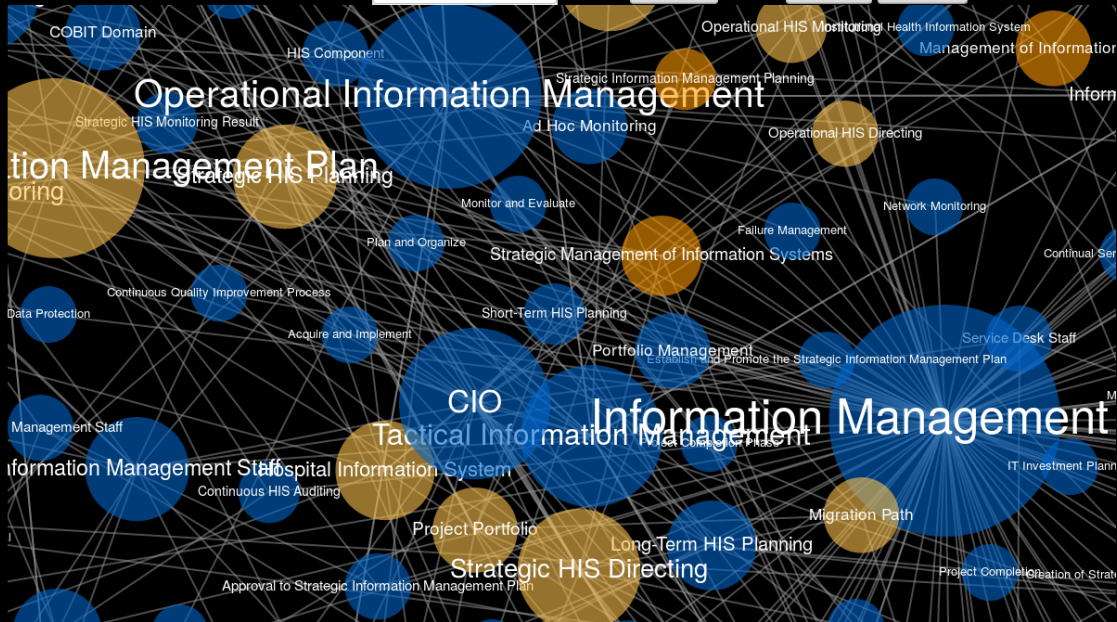 COBIT Domain
Operational HIS Monitoring
Health Information System
HIS Component
Management of
Strategic Information Management Planning
Operational Information Management
Strategic HIS Monitoring Result
Ad Hoc Monitoring
Operational HIS Directing
Management Plan
Strategic HIS Planning
Monitor and Evaluate
Network Monitoring
Failure Management
Plan and Organize
Strategic Management of Information Systems
Continual
Continuous Quality Improvement Process
Data Protection
Short-Term HIS Planning
Acquire and Implement
Service Desk Staff
Portfolio Management
Establish and Promote the Strategic Information Management Plan
CIO
Information Management
Management Staff
Tactical Information Management
Project Completion Phase
Information Management Staff
Hospital Information System
IT Investment
Continuous HIS Auditing
Migration Path
Project Portfolio
Long-Term HIS Planning
Strategic HIS Directing
Project Completion
Creation of
Approval to Strategic Information Management Plan